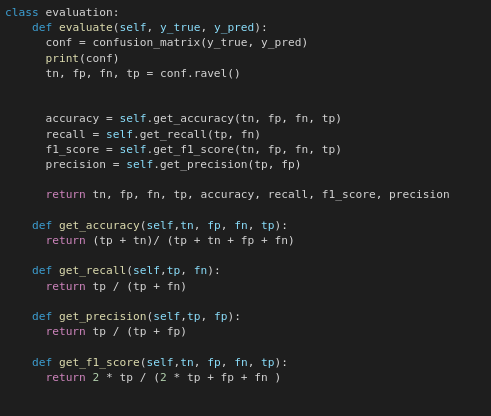 class evaluation:
    def evaluate(self, y_true, y_pred):
      conf = confusion_matrix(y_true, y_pred)
      print(conf)
      tn, fp, fn, tp = conf.ravel()
      accuracy = self.get_accuracy(tn, fp, fn, tp)
      recall = self.get_recall(tp, fn)
      f1_score = self.get_f1_score(tn, fp, fn, tp)
      precision = self.get_precision(tp, fp)
      return tn, fp, fn, tp, accuracy, recall, f1_score, precision
    def get_accuracy(self,tn, fp, fn, tp):
      return (tp + tn)/ (tp + tn + fp + fn)
    def get_recall(self,tp, fn):
      return tp / (tp + fn)
    def get_precision(self,tp, fp):
      return tp / (tp + fp)
    def get_f1_score(self,tn, fp, fn, tp):
      return 2 * tp / (2 * tp + fp + fn )